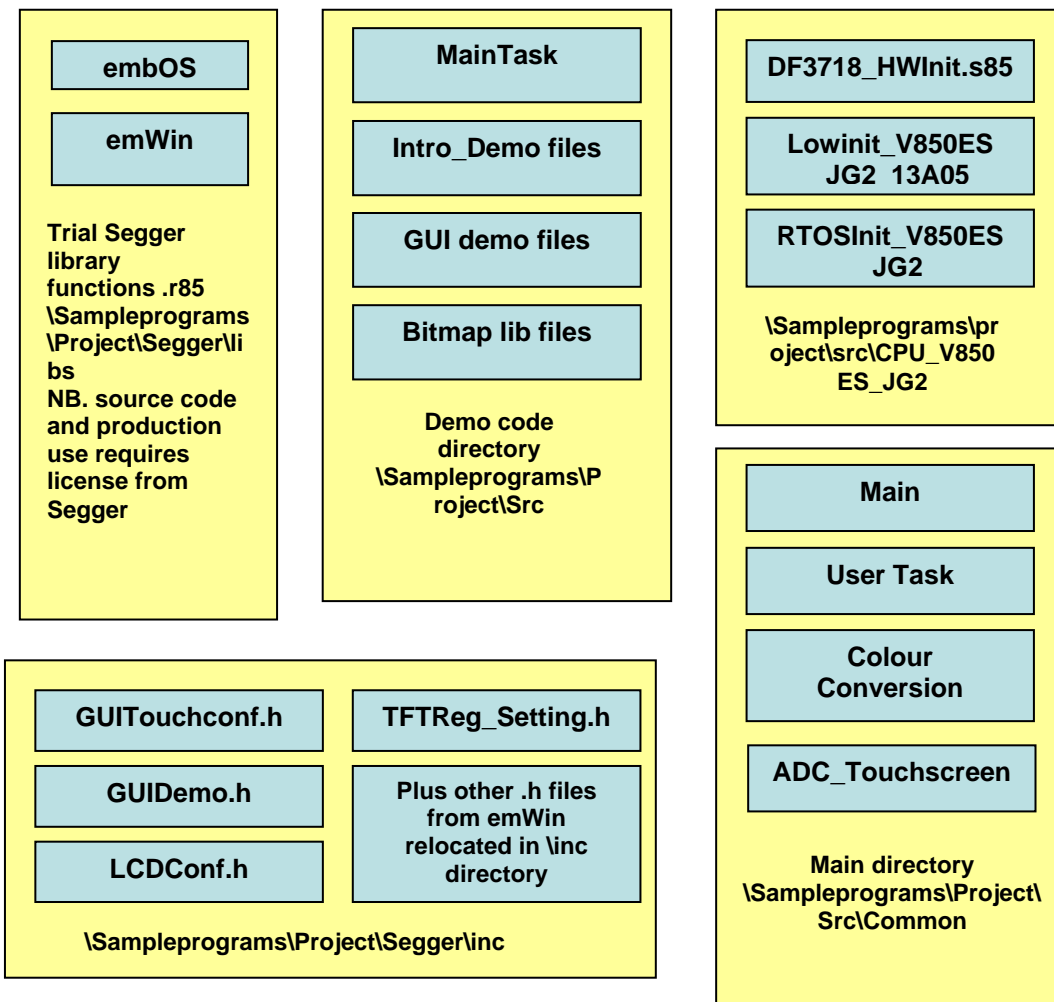 embOS
emWin
Trial Segger
library
functions .r85
\Sampleprograms
\Project\Segger\li
bs
NB. source code
and production
use requires
license from
Segger
MainTask
Intro_Demo files
GUI demo files
Bitmap lib files
Demo code
directory
\Sampleprograms\P
roject\Src
DF3718_HWInit.s85
Lowinit_V850ES
JG2_13A05
RTOSInit_V850ES
JG2
\Sampleprograms\pr
oject\src\CPU_V850
ES_JG2
Main
User Task
Colour
Conversion
ADC_Touchscreen
Main directory
\Sampleprograms\Project\
Src\Common
GUITouchconf.h
GUIDemo.h
LCDConf.h
TFTReg_Setting.h
Plus other .h files
from emWin
relocated in \inc
directory
\Sampleprograms\Project\Segger\inc